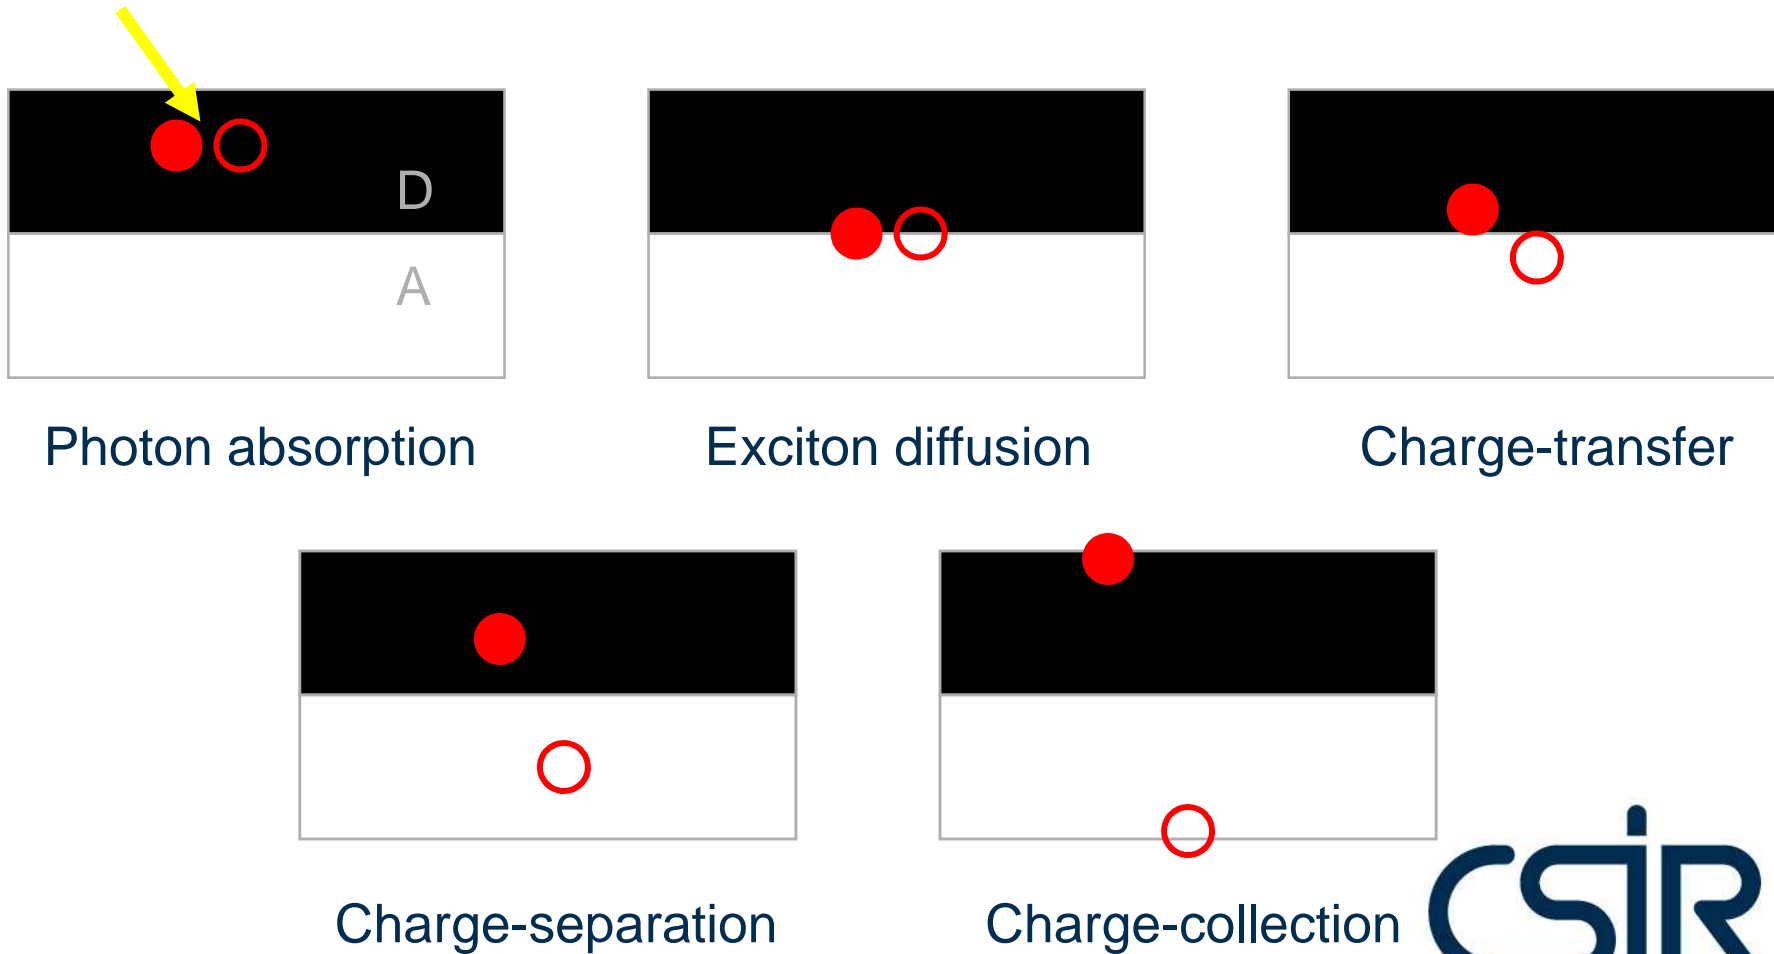 D
A
Photon absorption
Exciton diffusion
Charge-transfer
Charge-separation
Charge-collection
CSIR